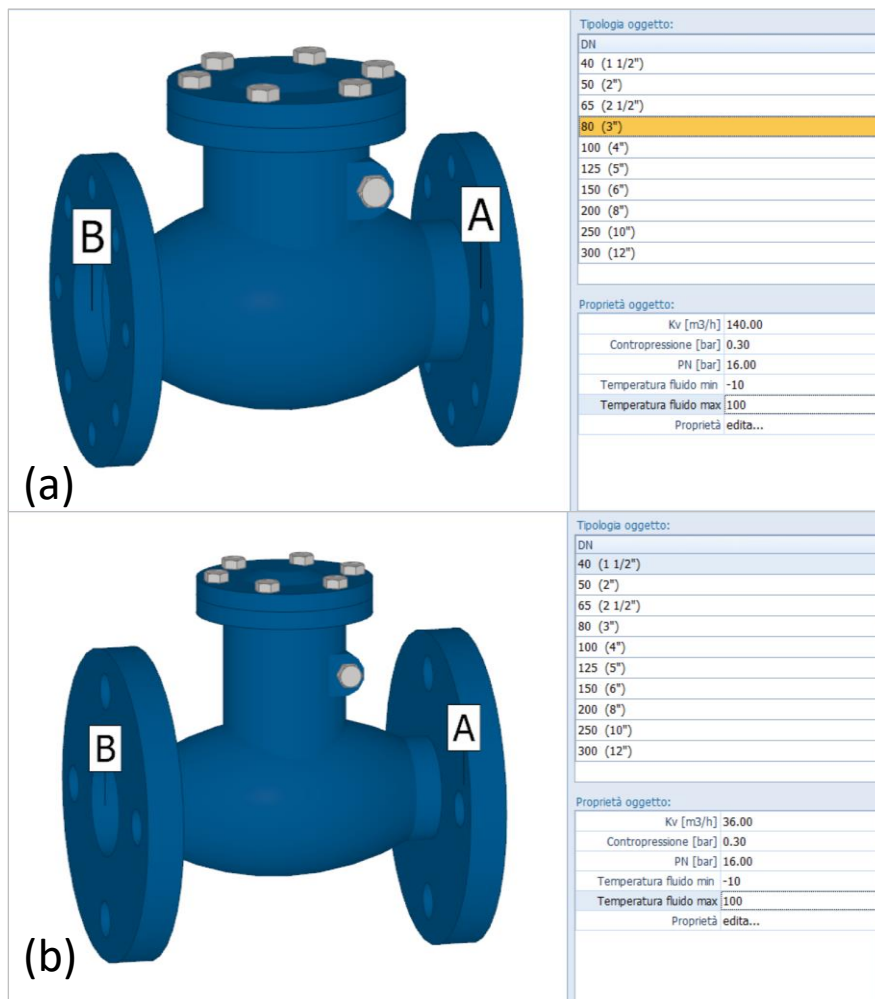 B
A
(a)
Tipologia oggetto:
DN
40 (1 1/2")
50 (2")
65 (2 1/2")
80 (3")
100 (4")
125 (5")
150 (6")
200 (8")
250 (10")
300 (12")
Proprietà oggetto:
Kv [m3/h] 140.00
Contropressione [bar] 0.30
PN [bar] 16.00
Temperatura fluido min -10
Temperatura fluido max 100
Proprietà edita...
B
A
(b)
Tipologia oggetto:
DN
40 (1 1/2")
50 (2")
65 (2 1/2")
80 (3")
100 (4")
125 (5")
150 (6")
200 (8")
250 (10")
300 (12")
Proprietà oggetto:
Kv [m3/h] 36.00
Contropressione [bar] 0.30
PN [bar] 16.00
Temperatura fluido min -10
Temperatura fluido max 100
Proprietà edita...